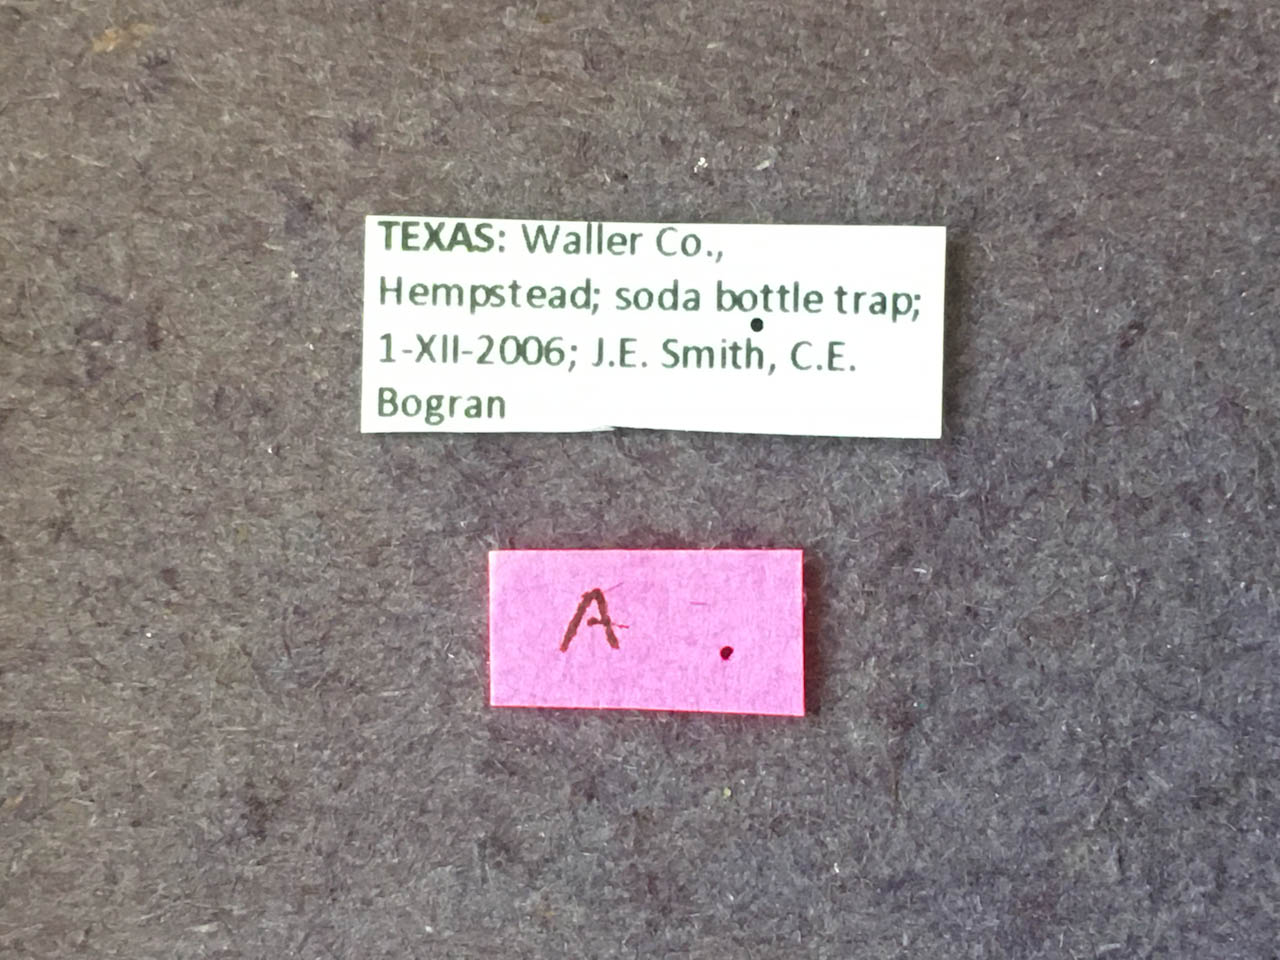 TEXAS: Waller Co.,
Hempstead; soda bottle trap;
1-XII-2006; J.E. Smith, C.E.
Bogran
A